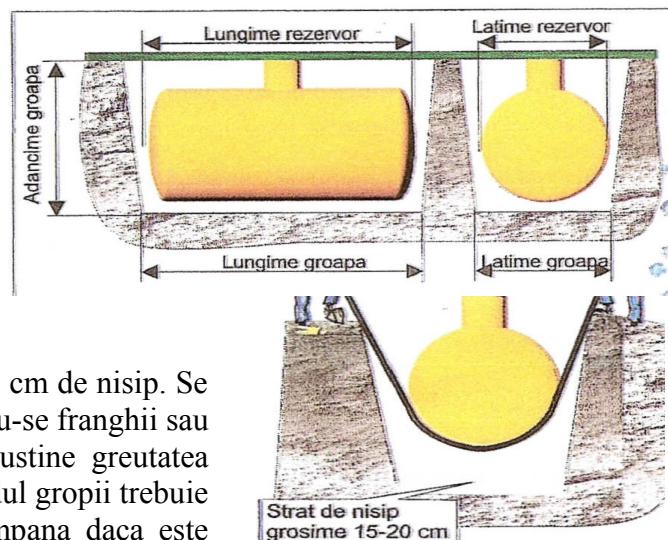 Lungime rezervor
Latime rezervor
Adancime groapa
Lungime groapa
Latime groapa
cm de nisip. Se
u-se franghii sau
ustine greutatea
ul gropii trebuie
mpana daca este
Strat de nisip
grosime 15-20 cm